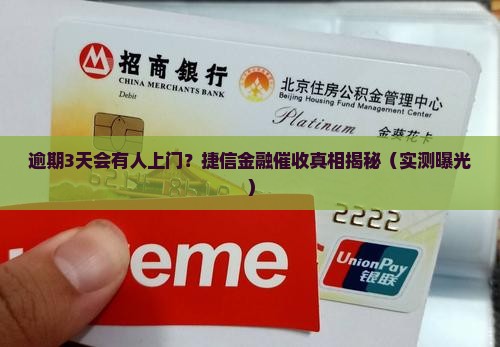 招商銀行
CHINA MERCHANTS BANK
Debit
北京住房公积金管理中心
Beijing Housing Fund Management Center
Platinum
金葵花卡
逾期3天会有人上门？捷信金融催收真相揭秘（实测曝光
）
2222
UnionPay
银联
eme